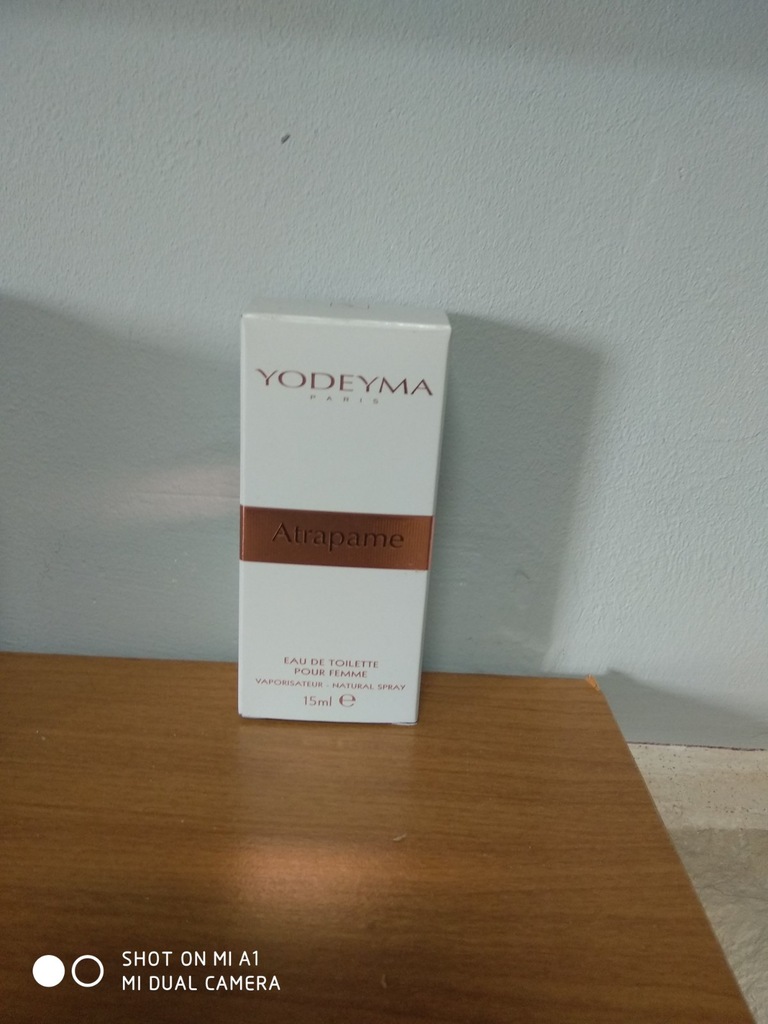 YODEYMA
PARIS
Atrapame
EAU DE TOILETTE
POUR FEMME
VAPORISATEUR - NATURAL SPRAY
15ml ℮
SHOT ON MI A1
MI DUAL CAMERA